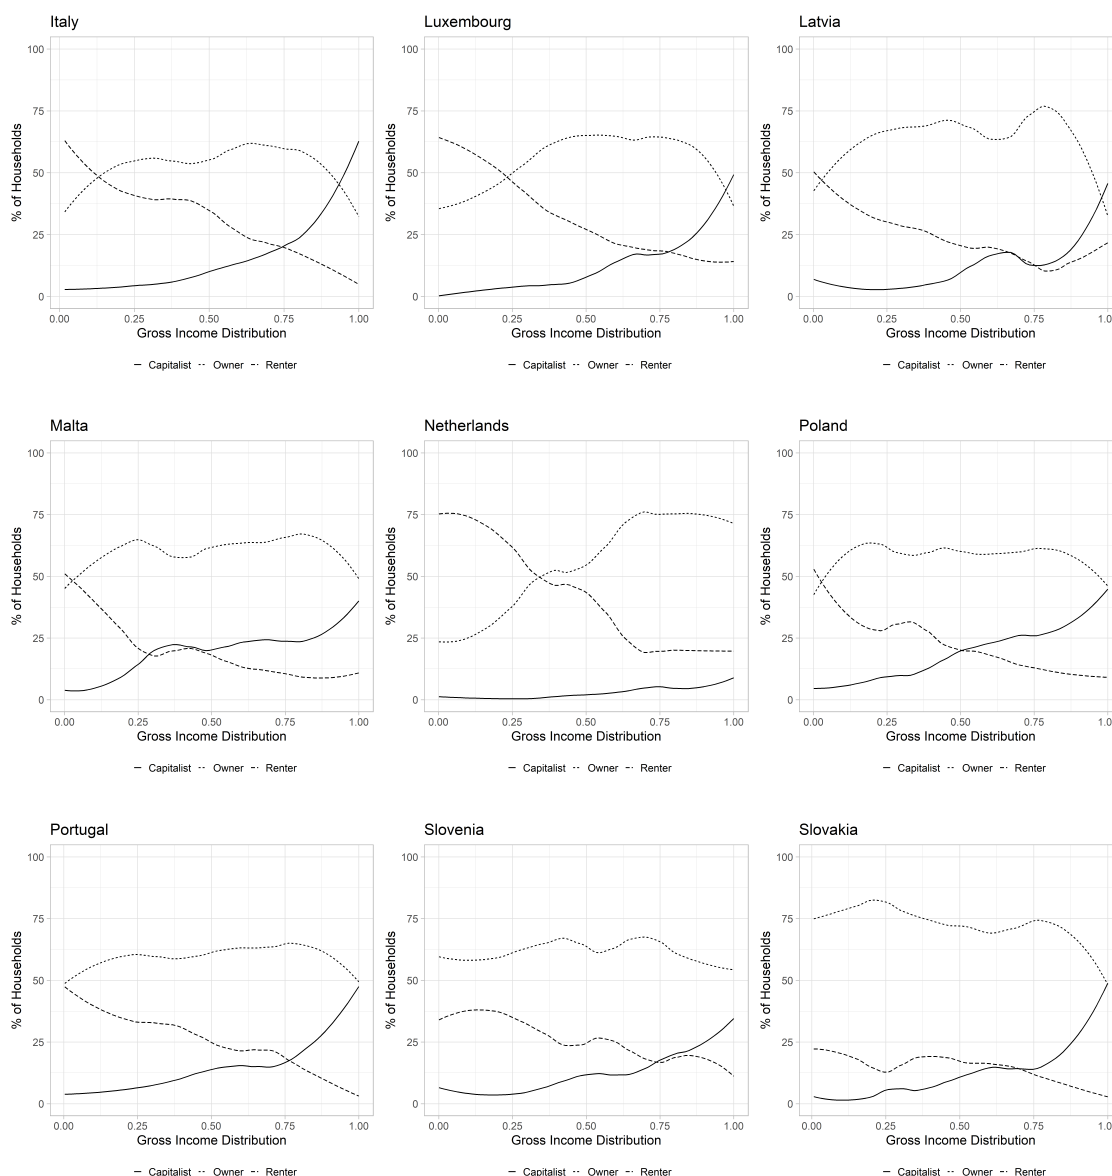 Italy
100
75
50
25
0
% of Households
0.00 0.25 0.50 0.75 1.00
Gross Income Distribution
Capitalist Owner Renter
Luxembourg
100
75
50
25
0
% of Households
0.00 0.25 0.50 0.75 1.00
Gross Income Distribution
Capitalist Owner Renter
Latvia
100
75
50
25
0
% of Households
0.00 0.25 0.50 0.75 1.0
Gross Income Distribution
Capitalist Owner Renter
Malta
100
75
50
25
0
% of Households
0.00 0.25 0.50 0.75 1.00
Gross Income Distribution
Capitalist Owner Renter
Netherlands
100
75
50
25
0
% of Households
0.00 0.25 0.50 0.75 1.00
Gross Income Distribution
Capitalist Owner Renter
Poland
100
75
50
25
0
% of Households
0.00 0.25 0.50 0.75 1.0
Gross Income Distribution
Capitalist Owner Renter
Portugal
100
75
50
25
0
% of Households
0.00 0.25 0.50 0.75 1.00
Gross Income Distribution
Capitalist Owner Renter
Slovenia
100
75
50
25
0
% of Households
0.00 0.25 0.50 0.75 1.00
Gross Income Distribution
Capitalist Owner Renter
Slovakia
100
75
50
25
0
% of Households
0.00 0.25 0.50 0.75 1.0
Gross Income Distribution
Capitalist Owner Renter